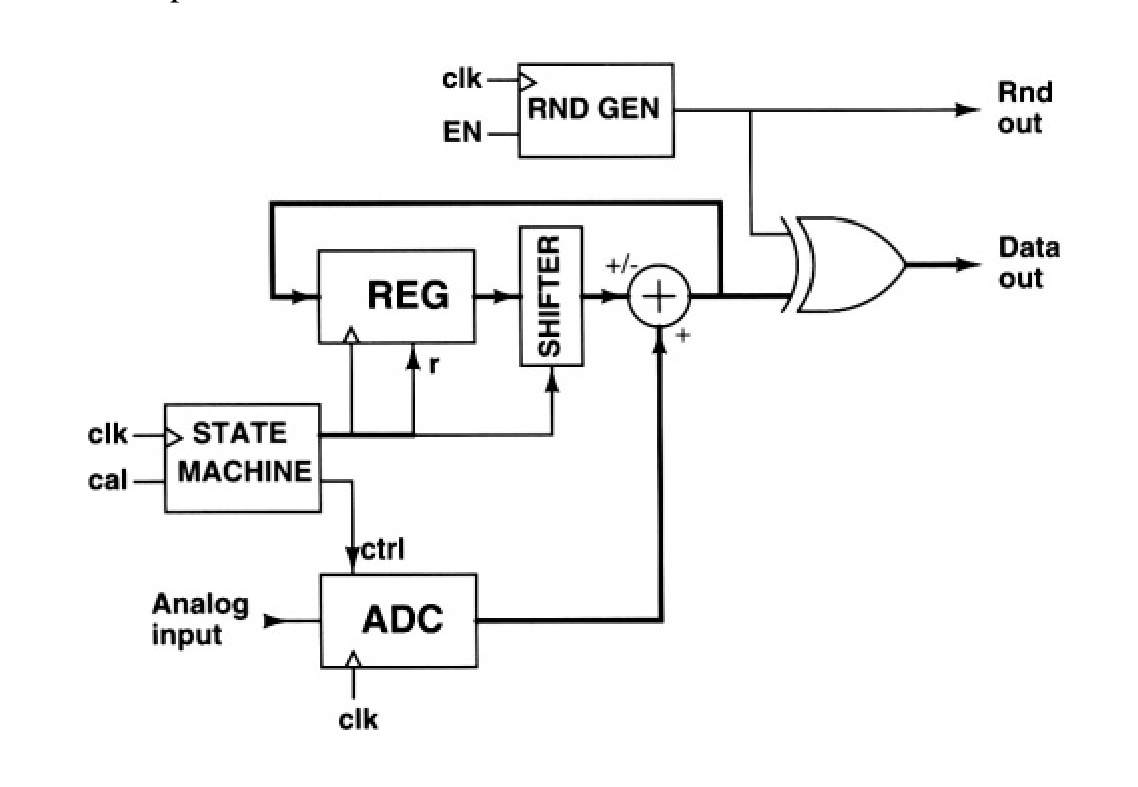 clk
RND GEN
EN
Rnd
out
Data
out
REG
SHIFTER
+/-
+
+
r
clk
STATE
MACHINE
cal
ctrl
Analog
input
ADC
clk